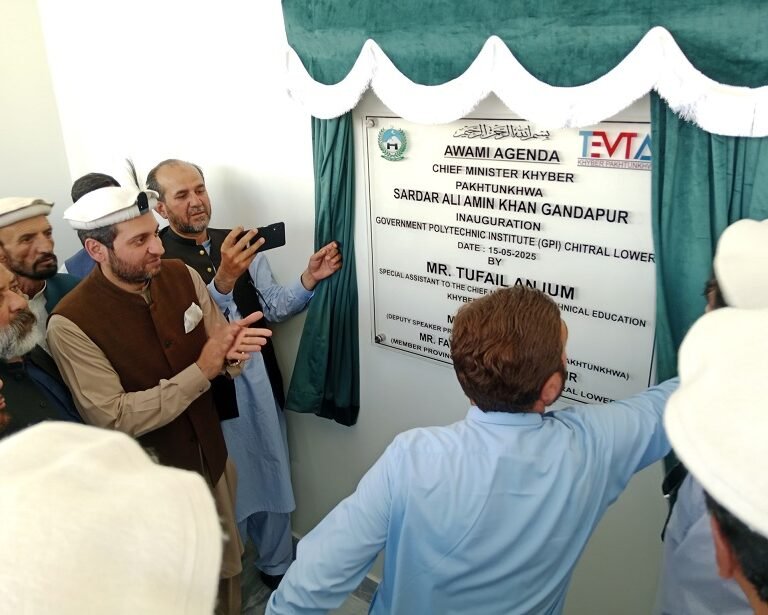 بسم الله الرحمن الرحيم
TEVTA
KHYBER PAKHTUNKHW
AWAMI AGENDA
CHIEF MINISTER KHYBER
PAKHTUNKHWA
SARDAR ALI AMIN KHAN GANDAPUR
INAUGURATION
GOVERNMENT POLYTECHNIC INSTITUTE (GPI) CHITRAL LOWER
DATE : 15-05-2025
BY
MR. TUFAIL ANJUM
SPECIAL ASSISTANT TO THE CHIEF TECHNICAL EDUCATION
KHYBER
(DEPUTY SPEAKER PAKHTUNKHWA)
MR.
(MEMBER LOWER